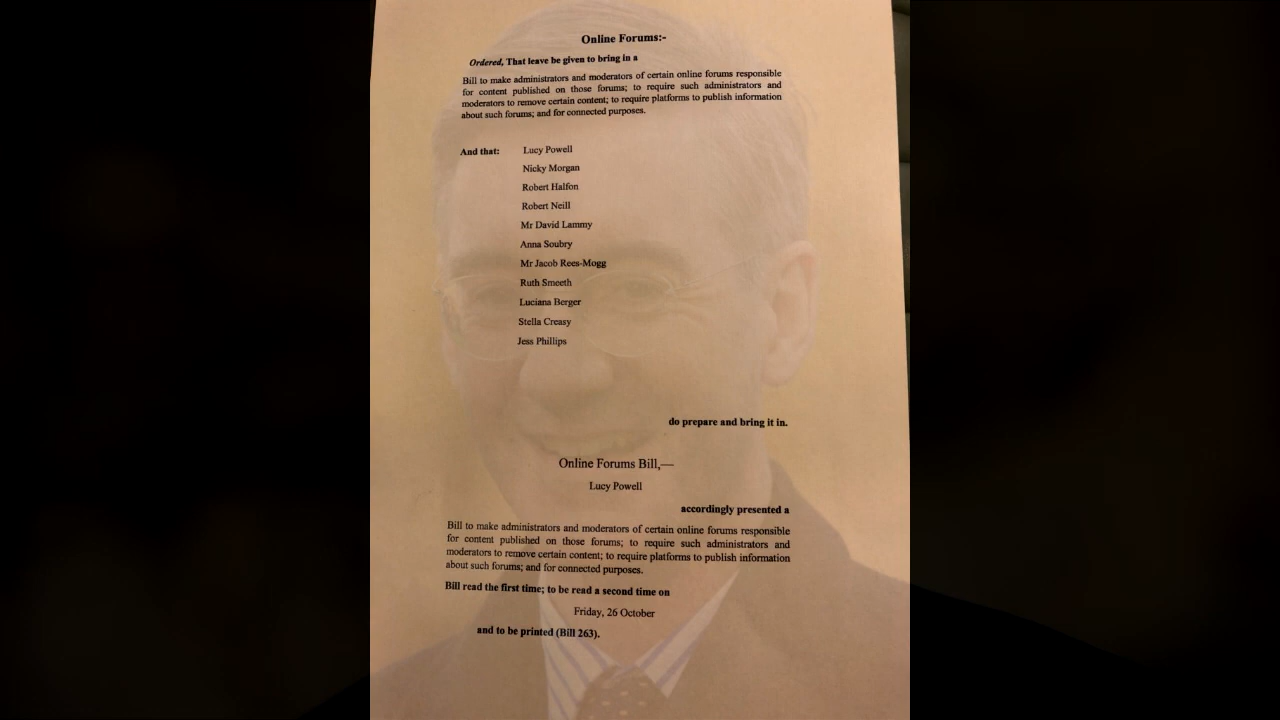 Online Forums:-
Ordered, That leave be given to bring in a
Bill to make administrators and moderators of certain online forums responsible
for content published on those forums; to require such administrators and
moderators to remove certain content; to require platforms to publish information
about such forums; and for connected purposes.
And that: Lucy Powell
Nicky Morgan
Robert Halfon
Robert Neill
Mr David Lammy
Anna Soubry
Mr Jacob Rees-Mogg
Ruth Smeeth
Luciana Berger
Stella Creasy
Jess Phillips
do prepare and bring it in.
Online Forums Bill,—
Lucy Powell
accordingly presented a
Bill to make administrators and moderators of certain online forums responsible
for content published on those forums; to require such administrators and
moderators to remove certain content; to require platforms to publish information
about such forums; and for connected purposes.
Bill read the first time; to be read a second time on
Friday, 26 October
and to be printed (Bill 263).